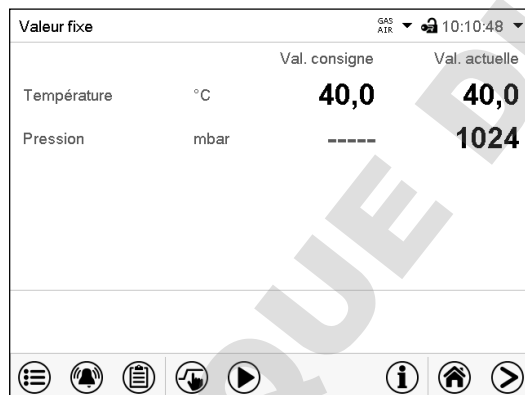 Valeur fixe GAS AIR 10:10:48
Val. consigne Val. actuelle
Température °C 40,0 40,0
Pression mbar ----- 1024